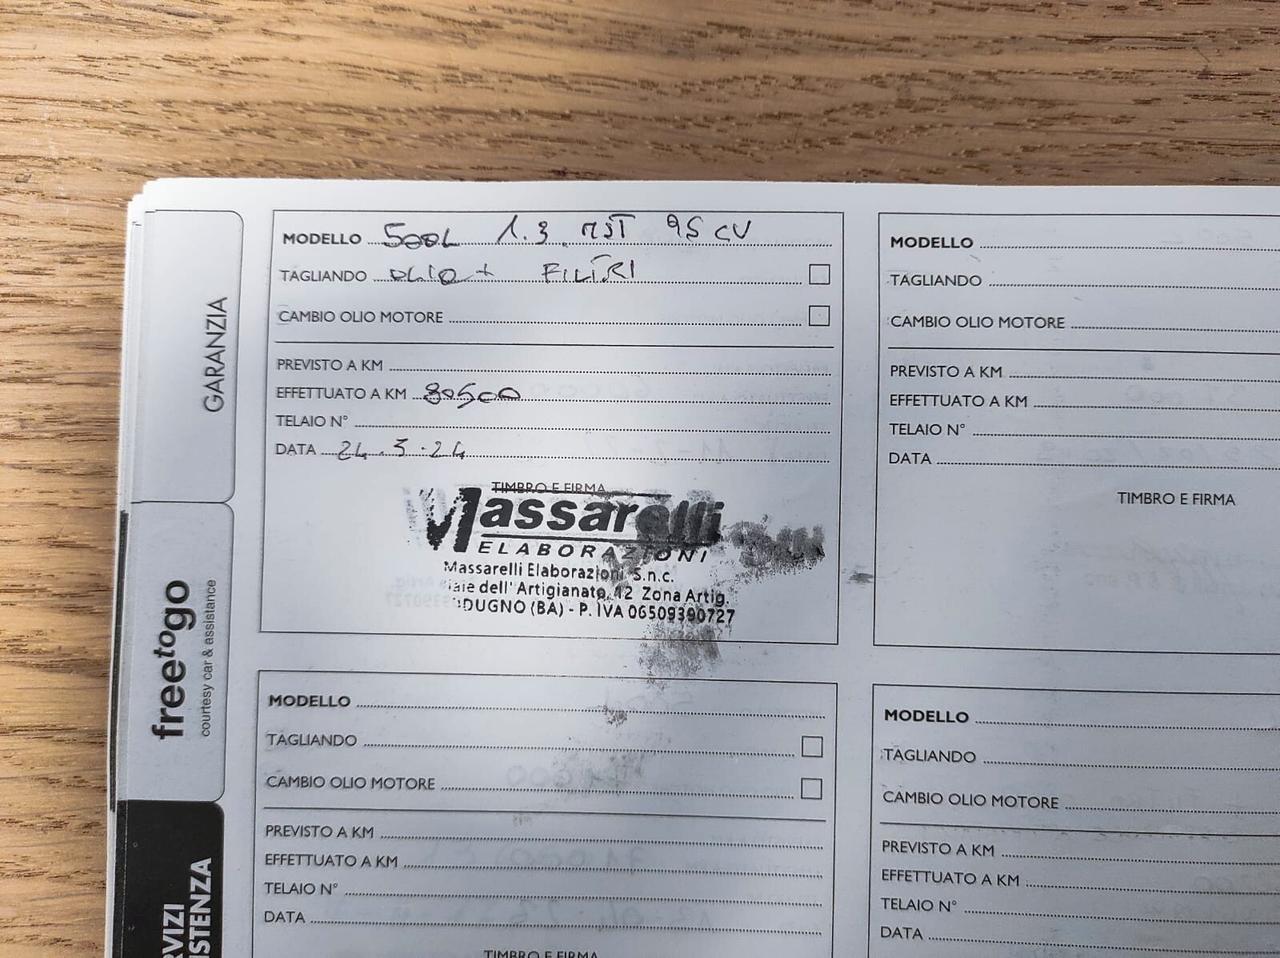 GARANZIA
freetogo
courtesy car & assistance
MODELLO 500L 1.3 MJT 95 CV
TAGLIANDO OLIO + FILTRI
CAMBIO OLIO MOTORE
PREVISTO A KM
EFFETTUATO A KM 80500
TELAIO N°
DATA 24.5.24
TIMBRO E FIRMA
Massarelli
ELABORAZIONI
Massarelli Elaborazioni S.n.c.
dell'Artigianato, 12 Zona Artig.
(BA) - P. IVA 06509390727
MODELLO
TAGLIANDO
CAMBIO OLIO MOTORE
PREVISTO A KM
EFFETTUATO A KM
TELAIO N°
DATA
TIMBRO E FIRMA
MODELLO
TAGLIANDO
CAMBIO OLIO MOTORE
PREVISTO A KM
EFFETTUATO A KM
TELAIO N°
DATA
TIMBRO E FIRMA
MODELLO
TAGLIANDO
CAMBIO OLIO MOTORE
PREVISTO A KM
EFFETTUATO A KM
TELAIO N°
DATA